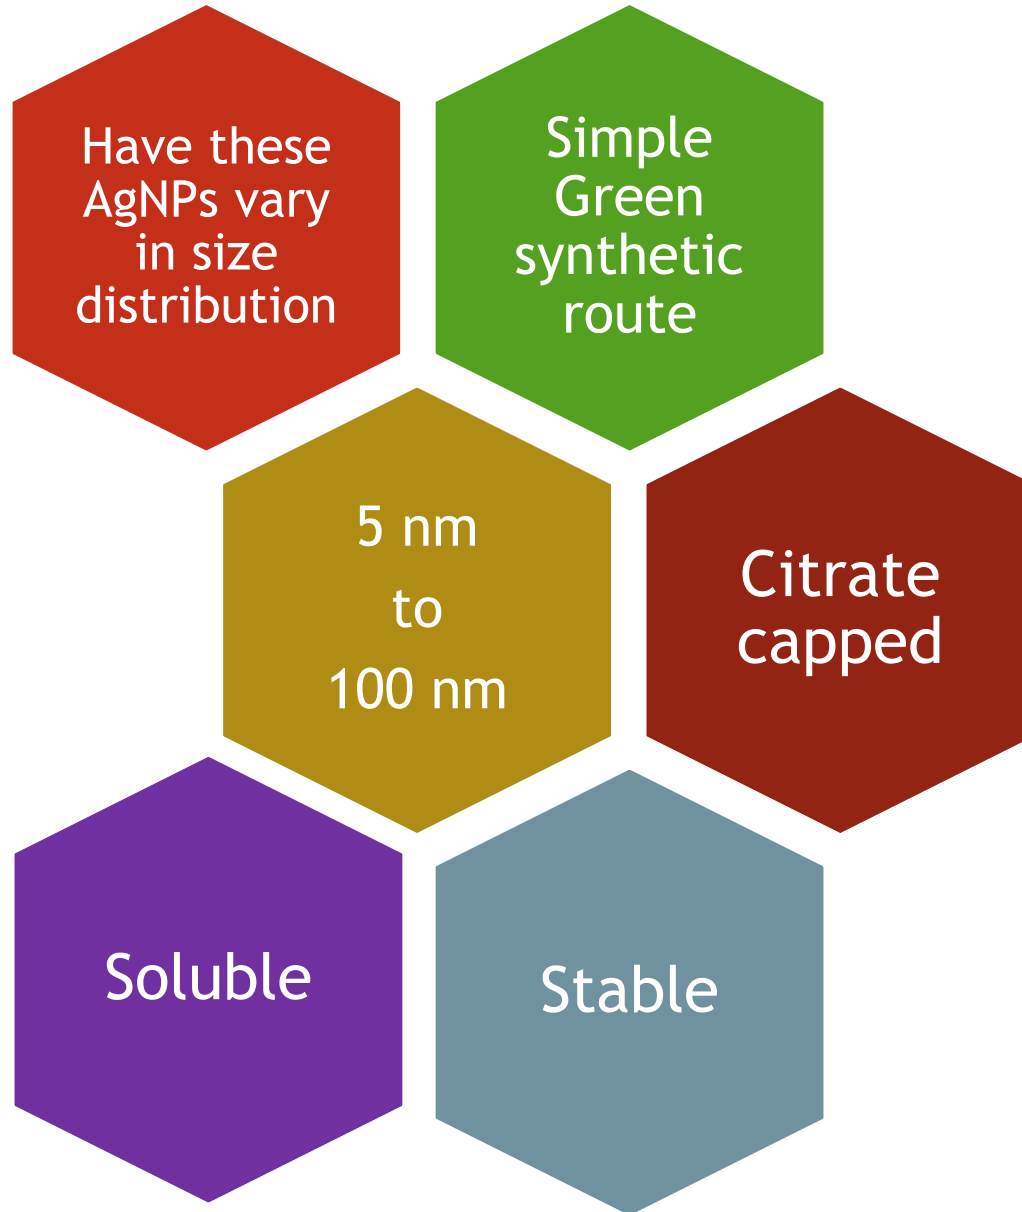 Have these
AgNPs vary
in size
distribution
Simple
Green
synthetic
route
5 nm
to
100 nm
Citrate
capped
Soluble
Stable